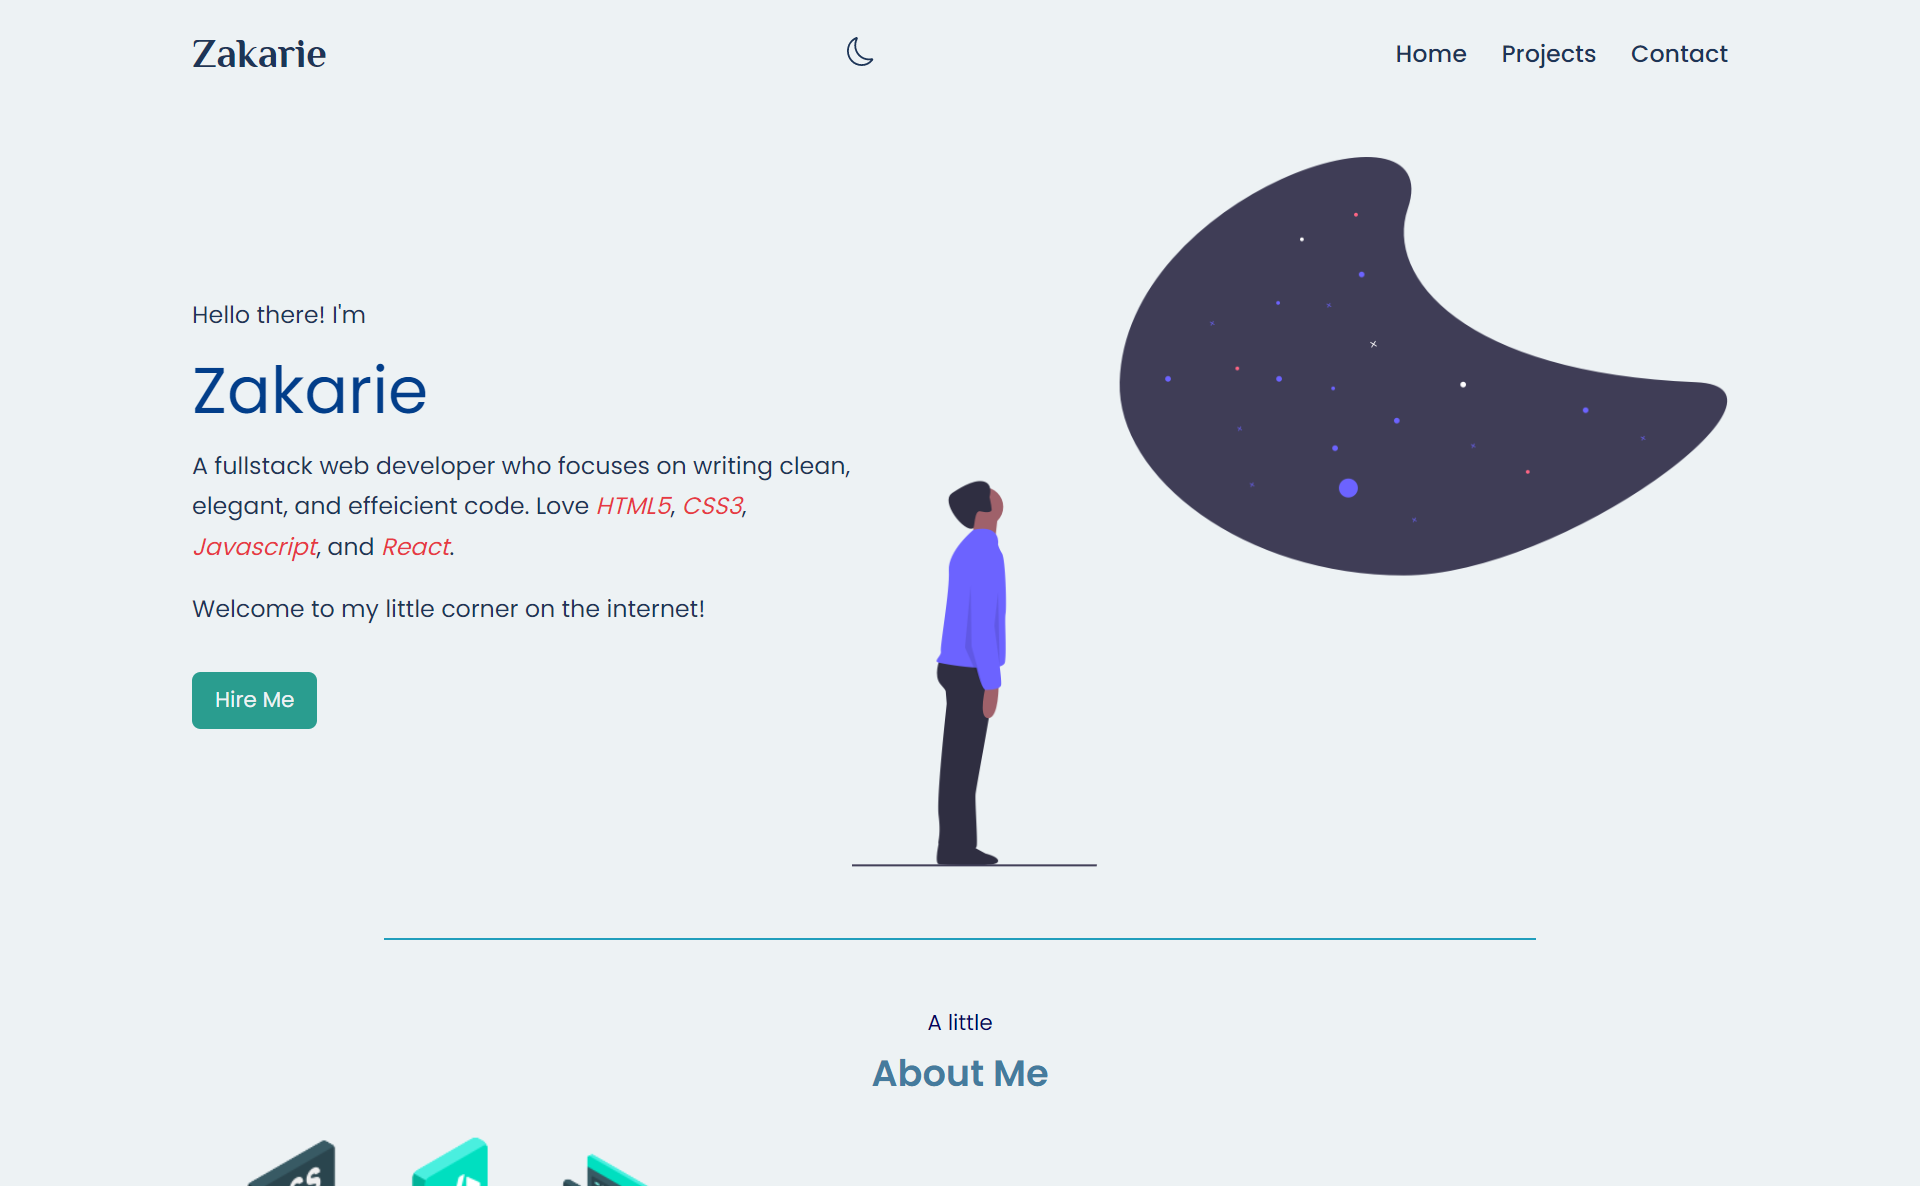 Zakarie
Home Projects Contact
Hello there! I'm
Zakarie
A fullstack web developer who focuses on writing clean,
elegant, and effeicient code. Love HTML5, CSS3,
Javascript, and React.
Welcome to my little corner on the internet!
Hire Me
A little
About Me